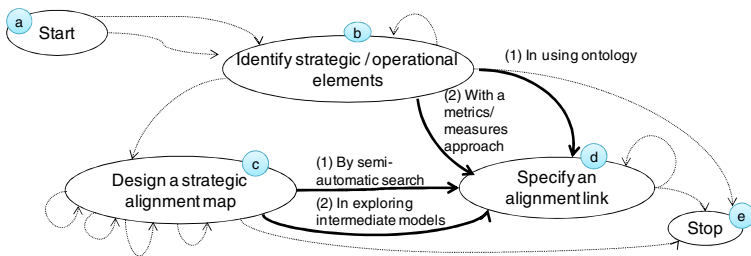 a
Start
b
Identify strategic / operational
elements
(1) In using ontology
(2) With a
metrics/
measures
approach
c
Design a strategic
alignment map
(1) By semi-
automatic search
(2) In exploring
intermediate models
d
Specify an
alignment link
Stop
e